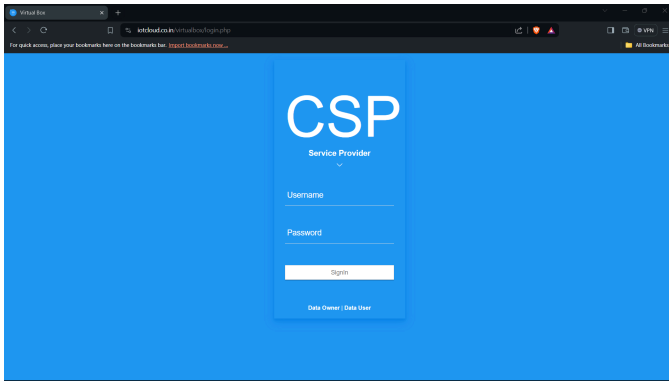 Virtual Box
iotcloud.co.in/virtualbox/login.php
VPN
For quick access, place your bookmarks here on the bookmarks bar. Import bookmarks now...
All Bookmarks
CSP
Service Provider
Username
Password
Signin
Data Owner | Data User